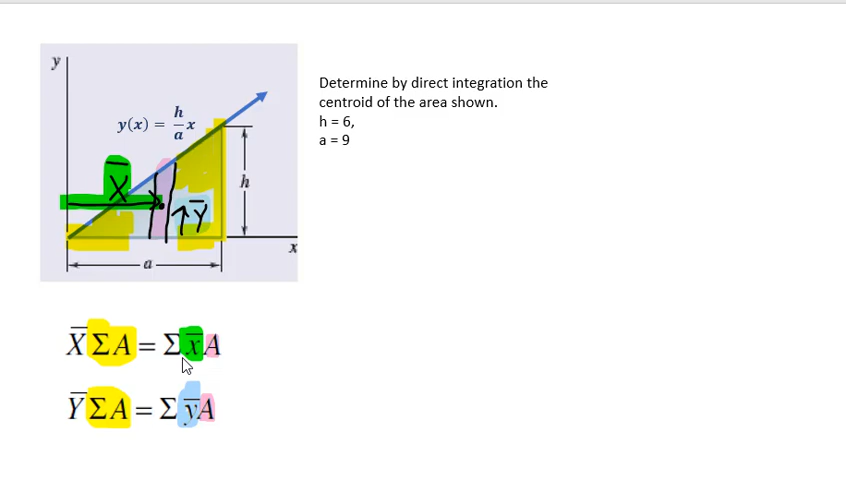 y
y(x) = h/a x
X̄
Ȳ
h
x
a
Determine by direct integration the
centroid of the area shown.
h = 6,
a = 9
X̄ΣA = Σx̄A
ȲΣA = ΣȳA